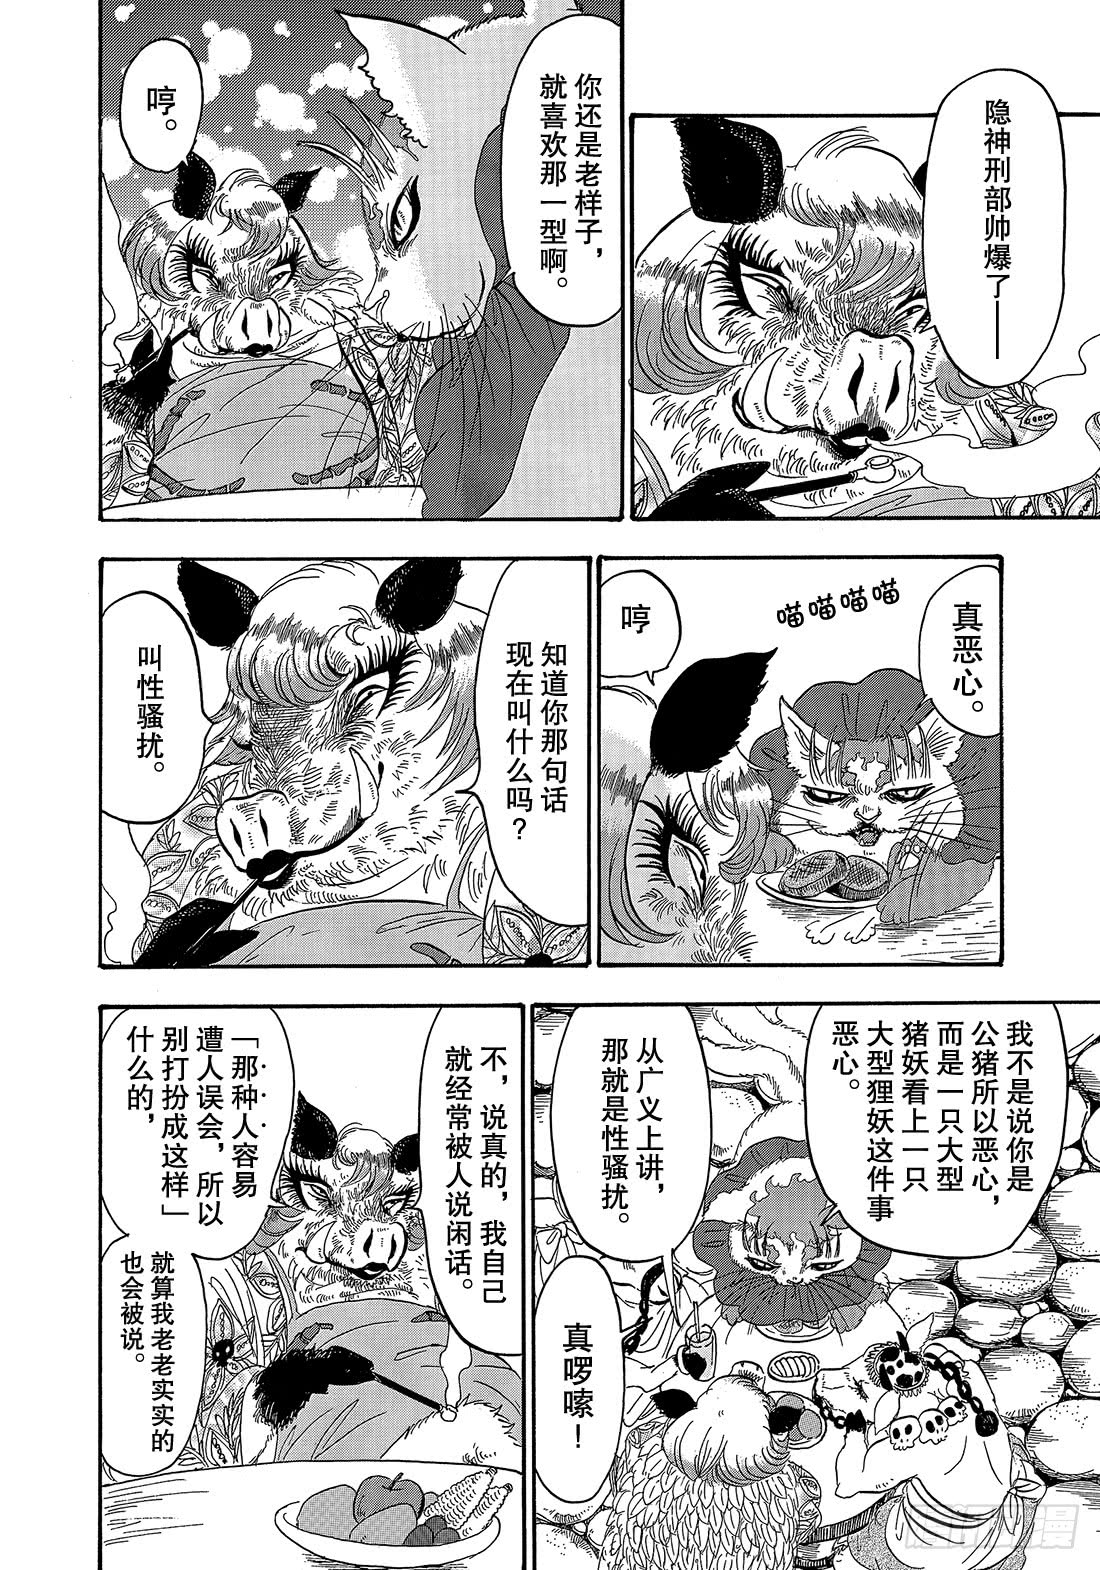 隐神刑部帅爆了——
你还是老样子，
就喜欢那一型啊。
哼。
真恶心。
喵喵喵喵
哼
知道你那句话
现在叫什么吗？
叫性骚扰。
我不是说你是
公猪所以恶心，
而是一只大型
猪妖看上一只
大型狸妖这件事
恶心。
从广义上讲，
那就是性骚扰。
真啰嗦！
不，说真的，我自己
就经常被人说闲话。
「那种人容易
遭人误会，所以
别打扮成这样」
什么的，
就算我老老实实的
也会被说。